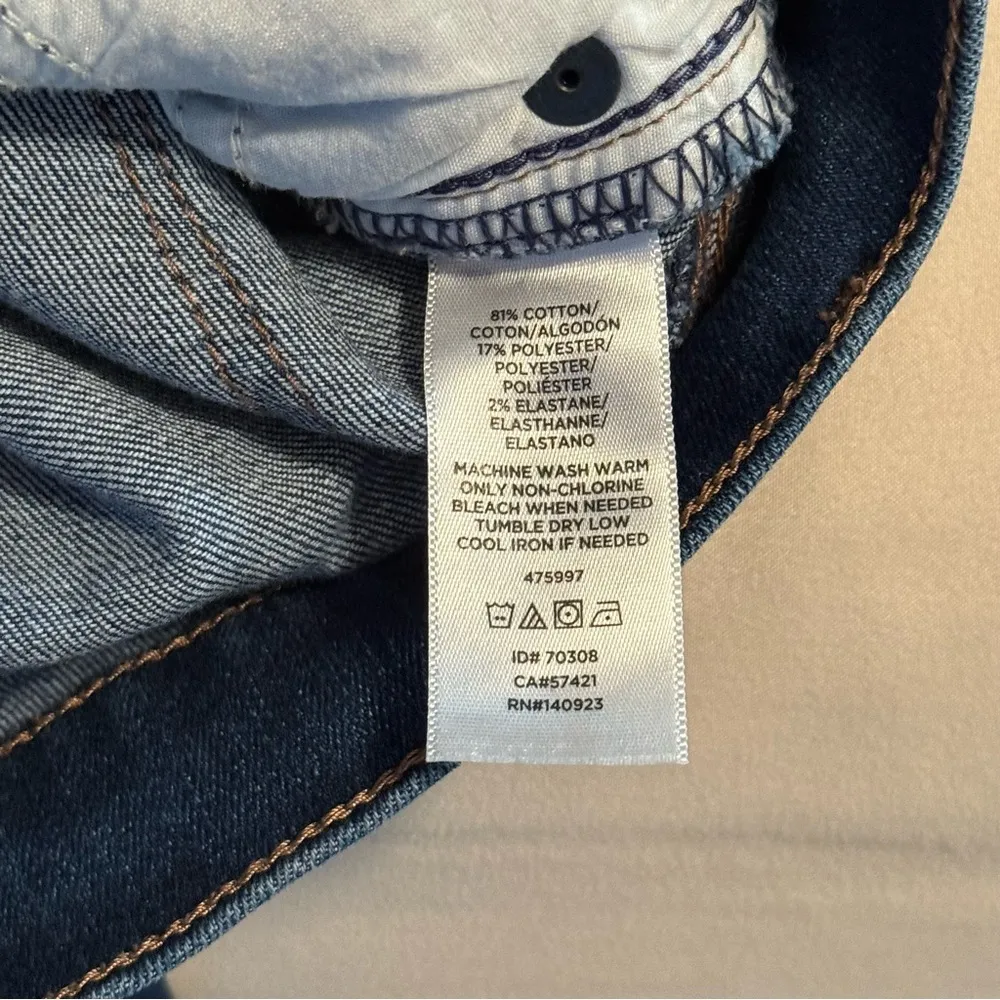 81% COTTON/
COTON/ALGODÓN
17% POLYESTER/
POLYESTER/
POLIÉSTER
2% ELASTANE/
ELASTHANNE/
ELASTANO
MACHINE WASH WARM
ONLY NON-CHLORINE
BLEACH WHEN NEEDED
TUMBLE DRY LOW
COOL IRON IF NEEDED
475997
ID# 70308
CA#57421
RN#140923